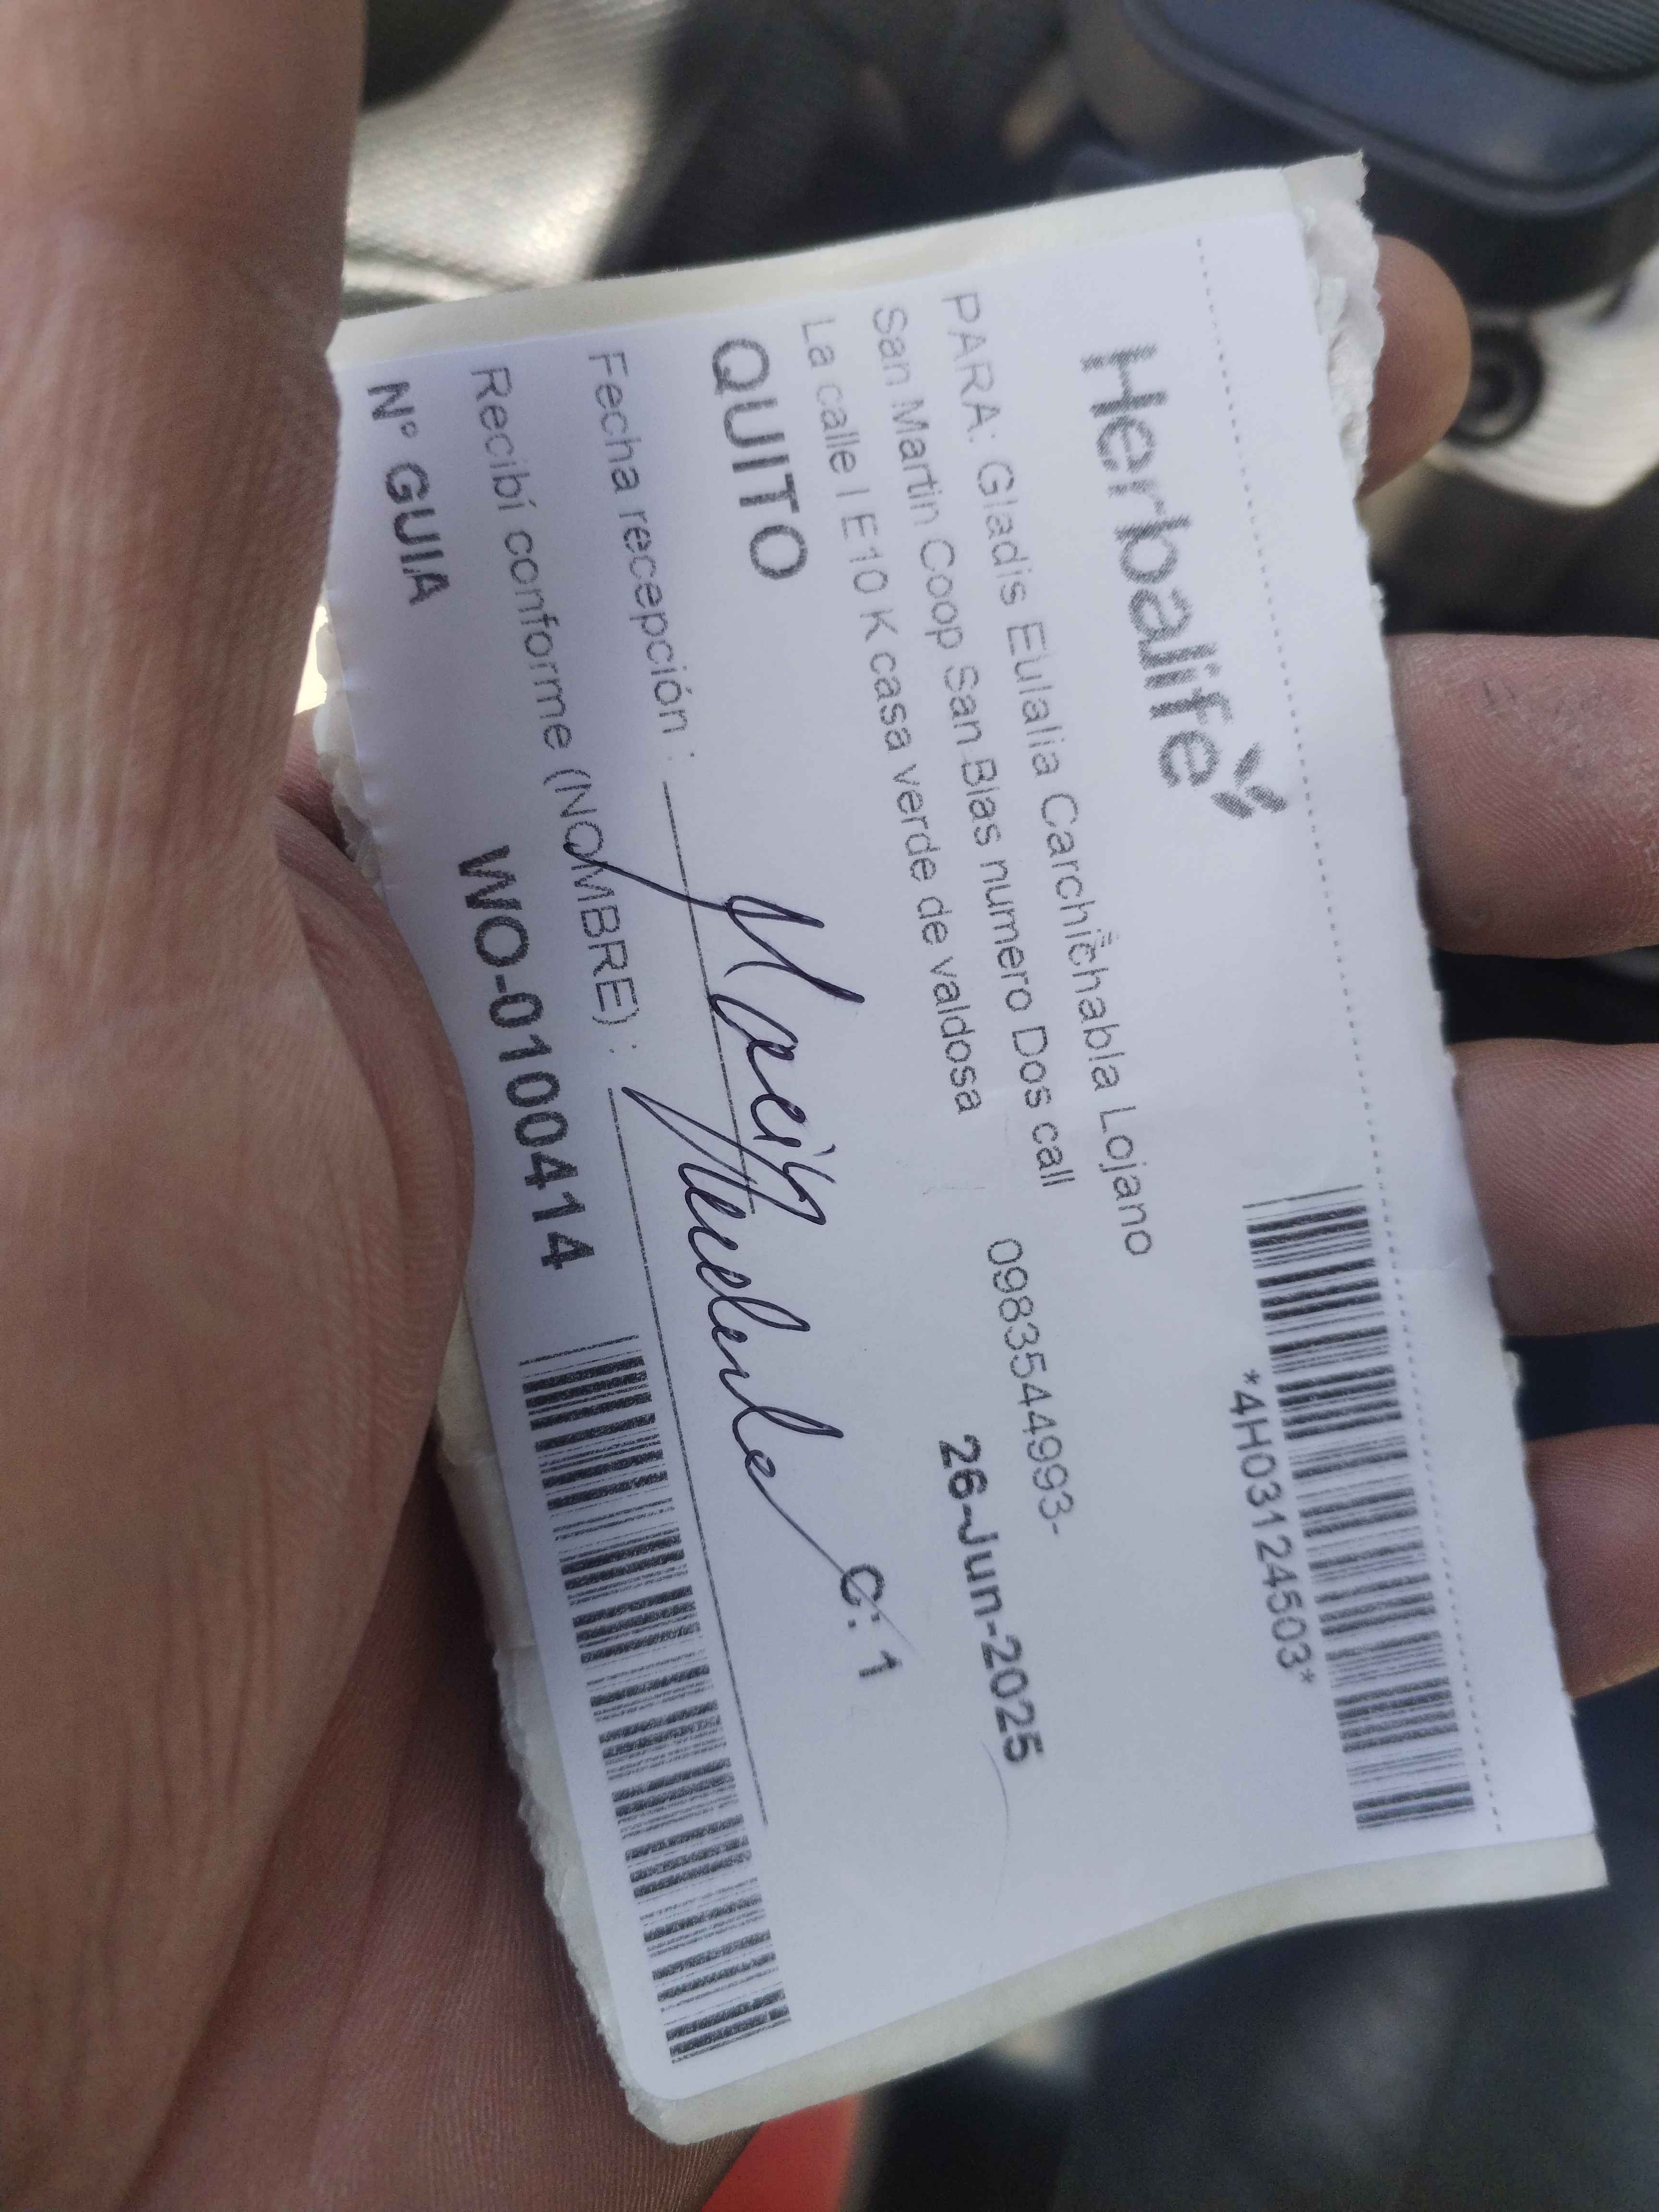 Herbalife
*4H03124503*
PARA: Gladis Eulalia Carchichabla Lojano
San Martin Coop San Blas numero Dos call 0983544993-
La calle I E10 K casa verde de valdosa
QUITO 26-Jun-2025
Fecha recepción :
C: 1
Recibí conforme (NOMBRE) :
N° GUIA WO-0100414